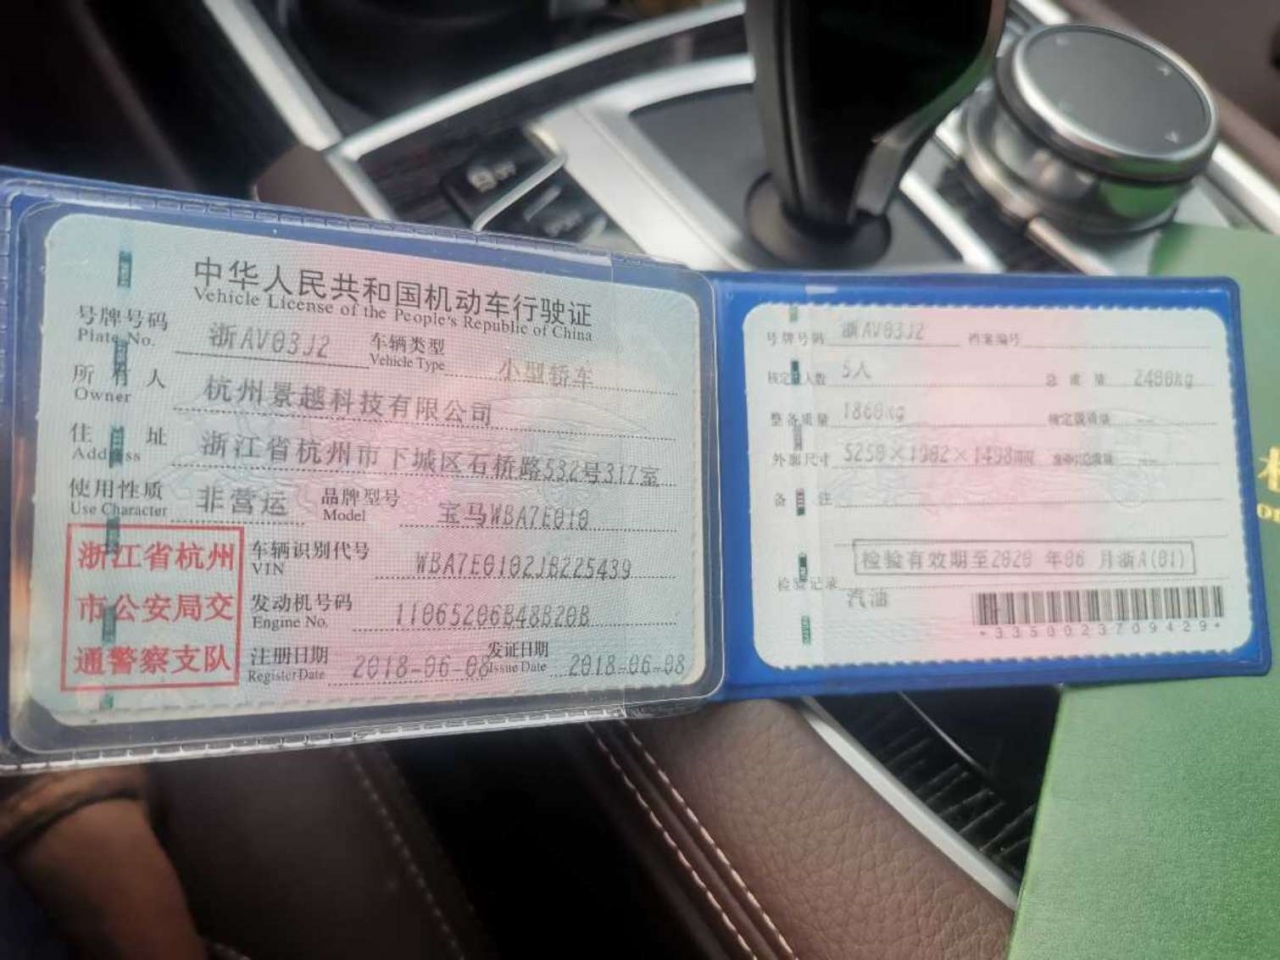 中华人民共和国机动车行驶证
Vehicle License of the People's Republic of China
号牌号码 浙AV03J2 车辆类型 小型轿车
Plate No. Vehicle Type
所有人 杭州景越科技有限公司
Owner
住址 浙江省杭州市下城区石桥路532号317室
Address
使用性质 非营运 品牌型号 宝马WBA7E010
Use Character Model
浙江省杭州
市公安局交
通警察支队
车辆识别代号 WBA7E0102JB225439
VIN
发动机号码 11065206B48B20B
Engine No.
注册日期 2018-06-08 发证日期 2018-06-08
Register Date Issue Date
号牌号码 浙AV03J2 档案编号
核定载人数 5人 总质量 2490kg
整备质量 1860kg 核定载质量 --
外廓尺寸 5250×1902×1498mm 准牵引总质量 --
备注
检验有效期至2020年06月浙A(01)
检验记录
汽油
*3350023709429*